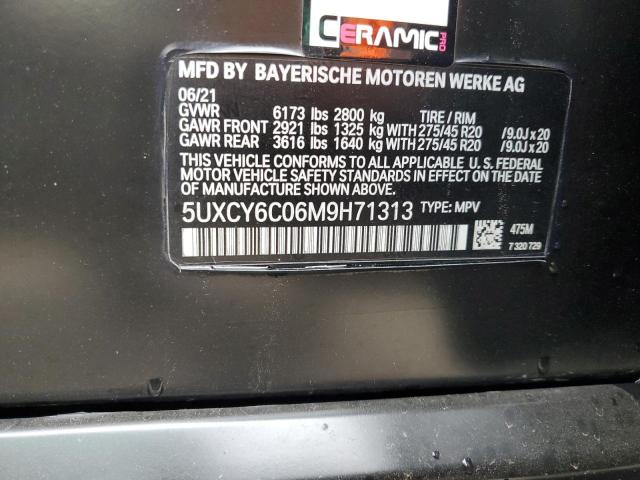 CERAMIC PRO
MFD BY BAYERISCHE MOTOREN WERKE AG
06/21
GVWR 6173 lbs 2800 kg TIRE / RIM
GAWR FRONT 2921 lbs 1325 kg WITH 275/45 R20 /9.0J x 20
GAWR REAR 3616 lbs 1640 kg WITH 275/45 R20 /9.0J x 20
THIS VEHICLE CONFORMS TO ALL APPLICABLE U. S. FEDERAL
MOTOR VEHICLE SAFETY STANDARDS IN EFFECT ON THE
DATE OF MANUFACTURE SHOWN ABOVE.
5UXCY6C06M9H71313 TYPE: MPV
475M
7 320 729